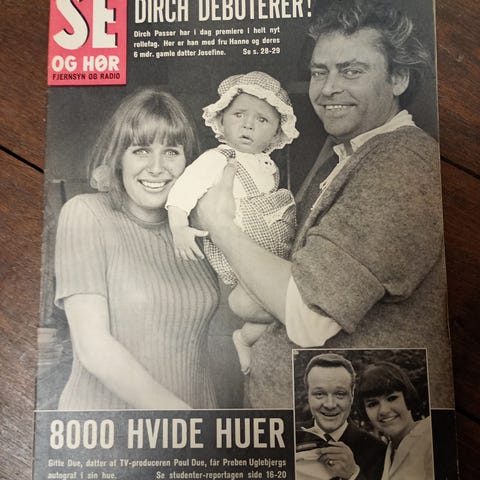 SE
OG HØR
FJERNSYN OG RADIO
DIRCH DEBUTERER!
Dirch Passer har i dag premiere i helt nyt
rollefag. Her er han med fru Hanne og deres
6 mdr. gamle datter Josefine. Se s. 28-29
8000 HVIDE HUER
Gitte Due, datter af TV-produceren Poul Due, får Preben Uglebjergs
autograf i sin hue. Se studenter-reportagen side 16-20